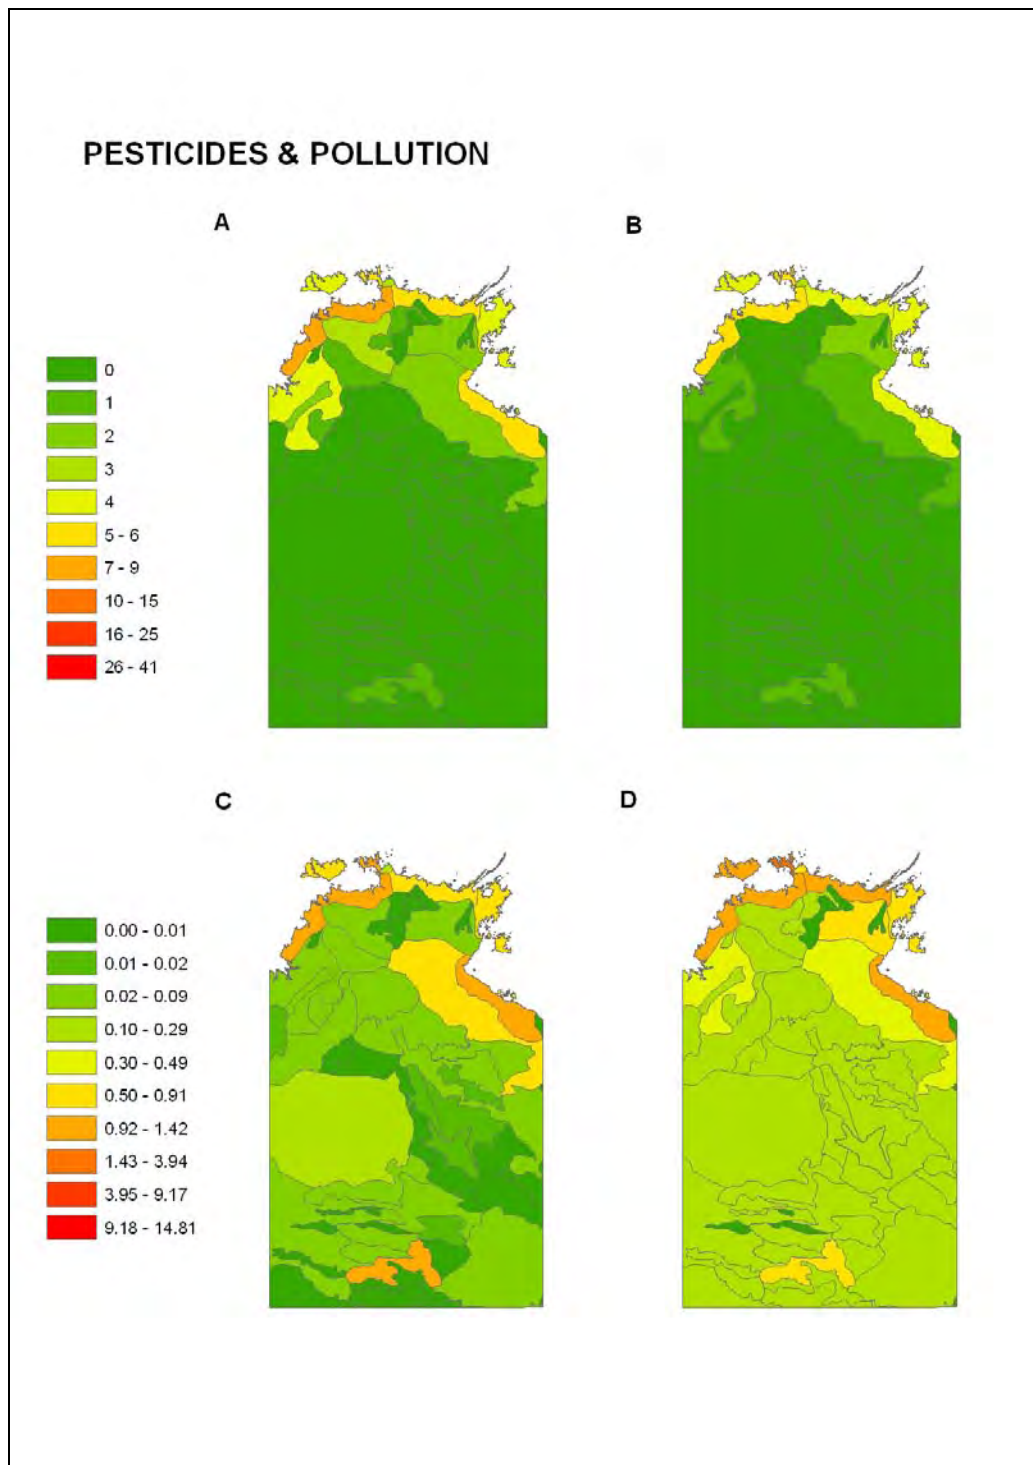 PESTICIDES & POLLUTION
A
B
0
1
2
3
4
5 - 6
7 - 9
10 - 15
16 - 25
26 - 41
C
D
0.00 - 0.01
0.01 - 0.02
0.02 - 0.09
0.10 - 0.29
0.30 - 0.49
0.50 - 0.91
0.92 - 1.42
1.43 - 3.94
3.95 - 9.17
9.18 - 14.81